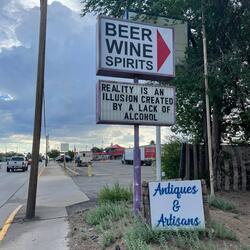 BEER
WINE
SPIRITS
REALITY IS AN
ILLUSION CREATED
BY A LACK OF
ALCOHOL
Antiques
&
Artisans